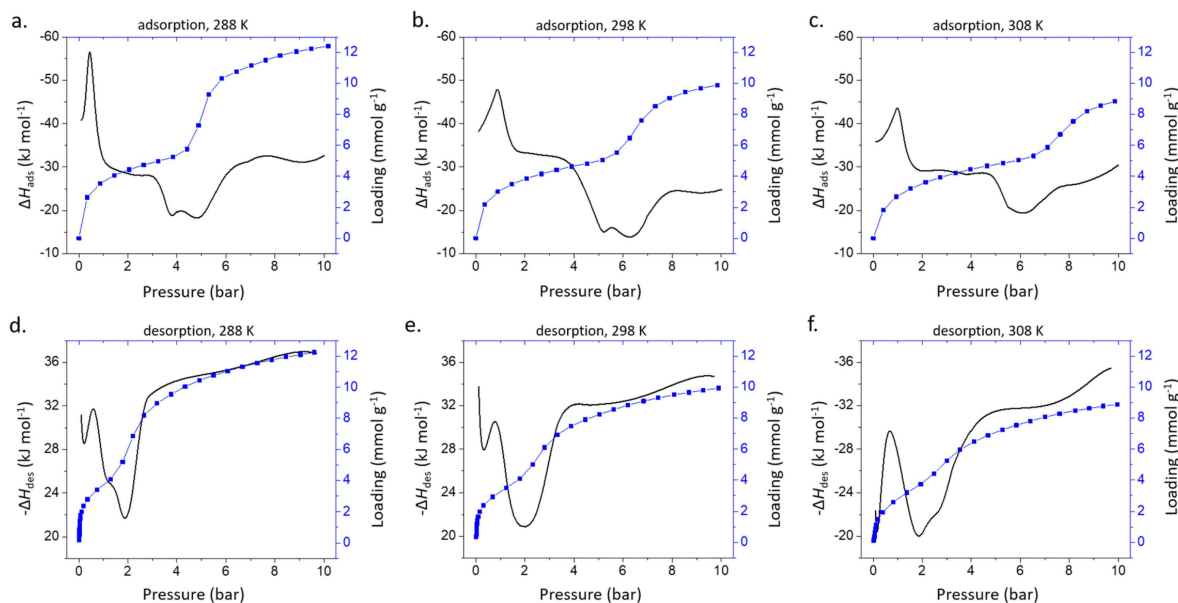 a.
adsorption, 288 K
-60
-50
-40
-30
-20
-10
ΔHads (kJ mol-1)
12
10
8
6
4
2
0
Loading (mmol g-1)
0 2 4 6 8 10
Pressure (bar)
b.
adsorption, 298 K
-60
-50
-40
-30
-20
-10
ΔHads (kJ mol-1)
12
10
8
6
4
2
0
Loading (mmol g-1)
0 2 4 6 8 10
Pressure (bar)
c.
adsorption, 308 K
-60
-50
-40
-30
-20
-10
ΔHads (kJ mol-1)
12
10
8
6
4
2
0
Loading (mmol g-1)
0 2 4 6 8 10
Pressure (bar)
d.
desorption, 288 K
36
32
28
24
20
-ΔHdes (kJ mol-1)
12
10
8
6
4
2
0
Loading (mmol g-1)
0 2 4 6 8 10
Pressure (bar)
e.
desorption, 298 K
36
32
28
24
20
-ΔHdes (kJ mol-1)
12
10
8
6
4
2
0
Loading (mmol g-1)
0 2 4 6 8 10
Pressure (bar)
f.
desorption, 308 K
-36
-32
-28
-24
-20
-ΔHdes (kJ mol-1)
12
10
8
6
4
2
0
Loading (mmol g-1)
0 2 4 6 8 10
Pressure (bar)